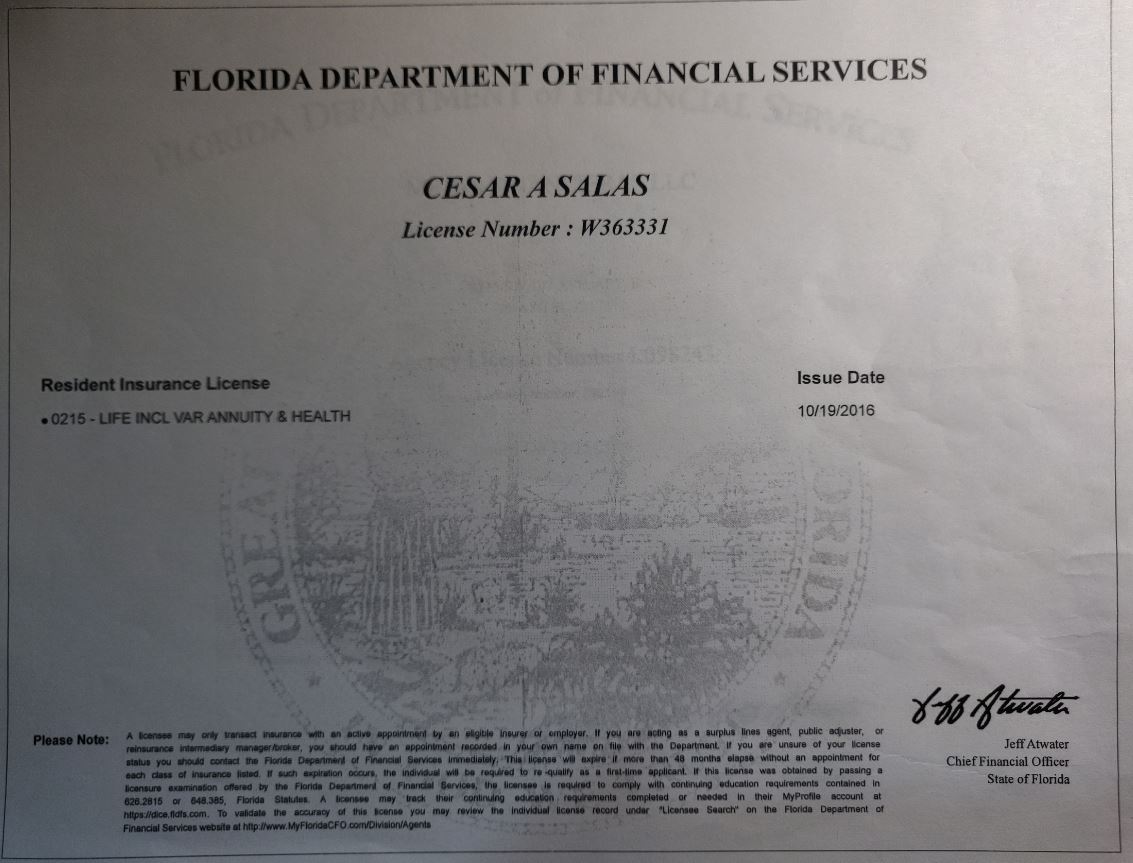 FLORIDA DEPARTMENT OF FINANCIAL SERVICES
FLORIDA DEPARTMENT OF FINANCIAL SERVICES
CESAR A SALAS
LLC
License Number : W363331
Resident Insurance License
• 0215 - LIFE INCL VAR ANNUITY & HEALTH
Issue Date
10/19/2016
GREAT
ORIDA
Jeff Atwater
Jeff Atwater
Chief Financial Officer
State of Florida
Please Note: A licensee may only transact insurance with an active appointment by an eligible insurer or employer. If you are acting as a surplus lines agent, public adjuster, or
reinsurance intermediary manager/broker, you should have an appointment recorded in your own name on file with the Department. If you are unsure of your license
status you should contact the Florida Department of Financial Services immediately. This license will expire if more than 48 months elapse without an appointment for
each class of insurance listed. If such expiration occurs, the individual will be required to re-qualify as a first-time applicant. If this license was obtained by passing a
licensure examination offered by the Florida Department of Financial Services, the licensee is required to comply with continuing education requirements contained in
626.2815 or 648.385, Florida Statutes. A licensee may track their continuing education requirements completed or needed in their MyProfile account at
https://dice.fldfs.com. To validate the accuracy of this license you may review the individual license record under "Licensee Search" on the Florida Department of
Financial Services website at http://www.MyFloridaCFO.com/Division/Agents